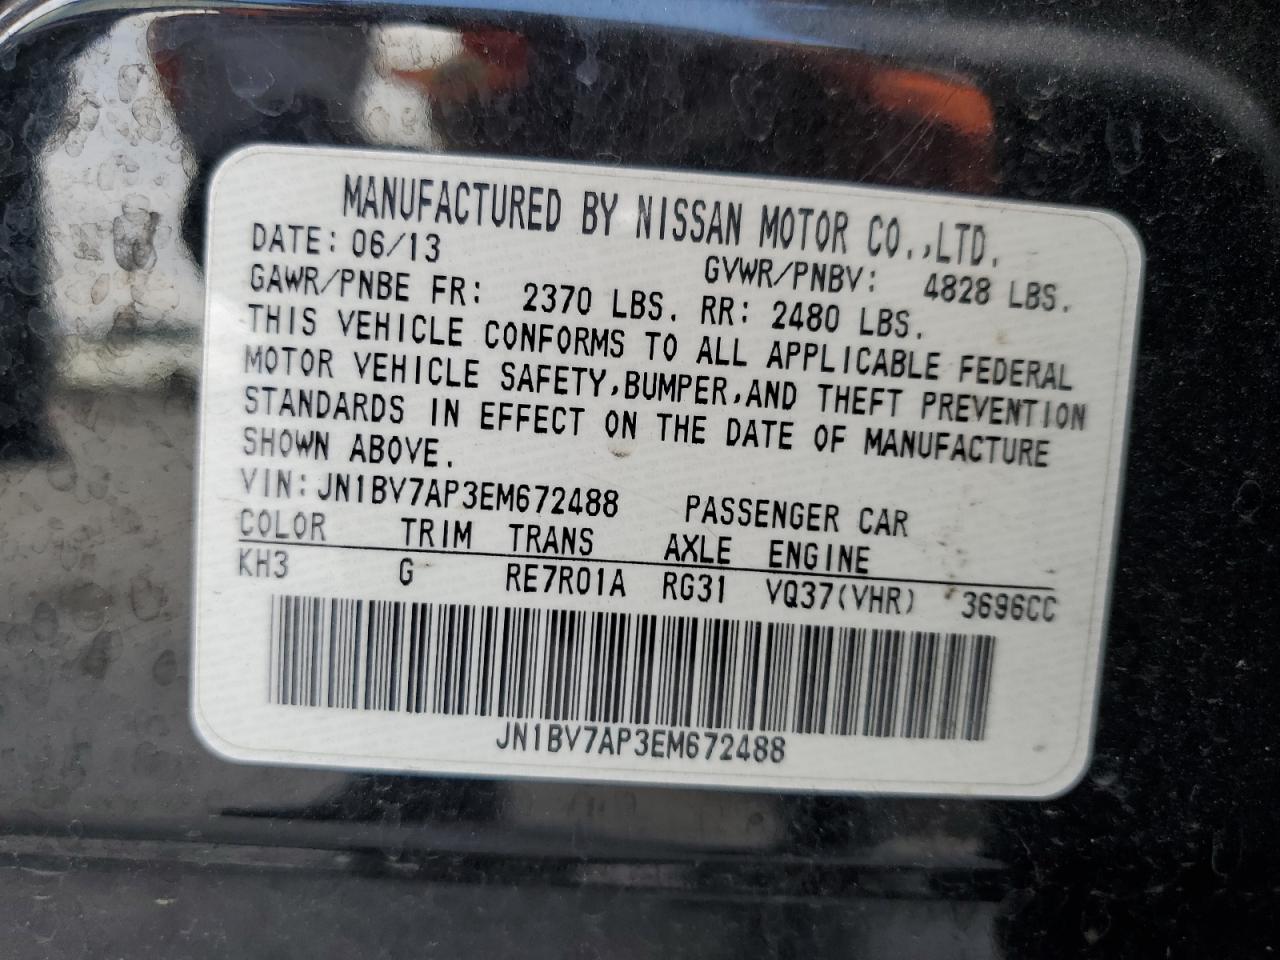 MANUFACTURED BY NISSAN MOTOR CO.,LTD.
DATE: 06/13 GVWR/PNBV: 4828 LBS.
GAWR/PNBE FR: 2370 LBS. RR: 2480 LBS.
THIS VEHICLE CONFORMS TO ALL APPLICABLE FEDERAL
MOTOR VEHICLE SAFETY,BUMPER,AND THEFT PREVENTION
STANDARDS IN EFFECT ON THE DATE OF MANUFACTURE
SHOWN ABOVE.
VIN: JN1BV7AP3EM672488 PASSENGER CAR
COLOR TRIM TRANS AXLE ENGINE
KH3 G RE7R01A RG31 VQ37(VHR) 3696CC
JN1BV7AP3EM672488